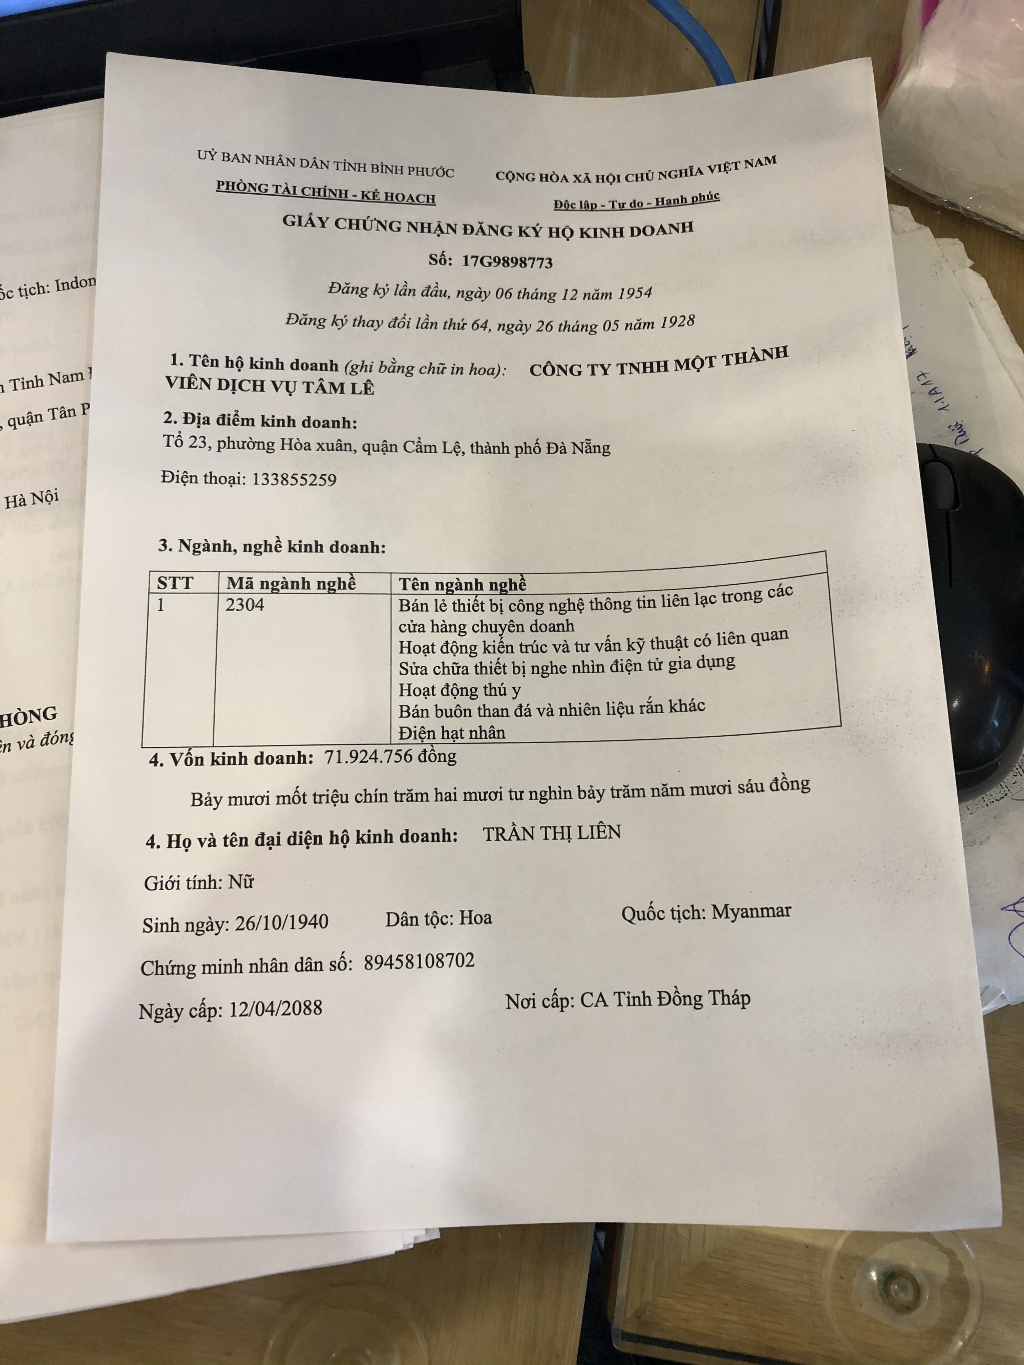 UỶ BAN NHÂN DÂN TỈNH BÌNH PHƯỚC
CỘNG HÒA XÃ HỘI CHỦ NGHĨA VIỆT NAM
PHÒNG TÀI CHÍNH - KẾ HOẠCH
Độc lập - Tự do - Hạnh phúc
GIẤY CHỨNG NHẬN ĐĂNG KÝ HỘ KINH DOANH
Số: 17G9898773
Đăng ký lần đầu, ngày 06 tháng 12 năm 1954
Đăng ký thay đổi lần thứ 64, ngày 26 tháng 05 năm 1928
1. Tên hộ kinh doanh (ghi bằng chữ in hoa): CÔNG TY TNHH MỘT THÀNH
VIÊN DỊCH VỤ TÂM LÊ
2. Địa điểm kinh doanh:
Tổ 23, phường Hòa xuân, quận Cẩm Lệ, thành phố Đà Nẵng
Điện thoại: 133855259
3. Ngành, nghề kinh doanh:
STT Mã ngành nghề Tên ngành nghề
1 2304 Bán lẻ thiết bị công nghệ thông tin liên lạc trong các
cửa hàng chuyên doanh
Hoạt động kiến trúc và tư vấn kỹ thuật có liên quan
Sửa chữa thiết bị nghe nhìn điện tử gia dụng
Hoạt động thú y
Bán buôn than đá và nhiên liệu rắn khác
Điện hạt nhân
4. Vốn kinh doanh: 71.924.756 đồng
Bảy mươi mốt triệu chín trăm hai mươi tư nghìn bảy trăm năm mươi sáu đồng
4. Họ và tên đại diện hộ kinh doanh: TRẦN THỊ LIÊN
Giới tính: Nữ
Sinh ngày: 26/10/1940 Dân tộc: Hoa Quốc tịch: Myanmar
Chứng minh nhân dân số: 89458108702
Ngày cấp: 12/04/2088 Nơi cấp: CA Tỉnh Đồng Tháp
ốc tịch: Indon
Tỉnh Nam
, quận Tân P
Hà Nội
HÒNG
ên và đóng